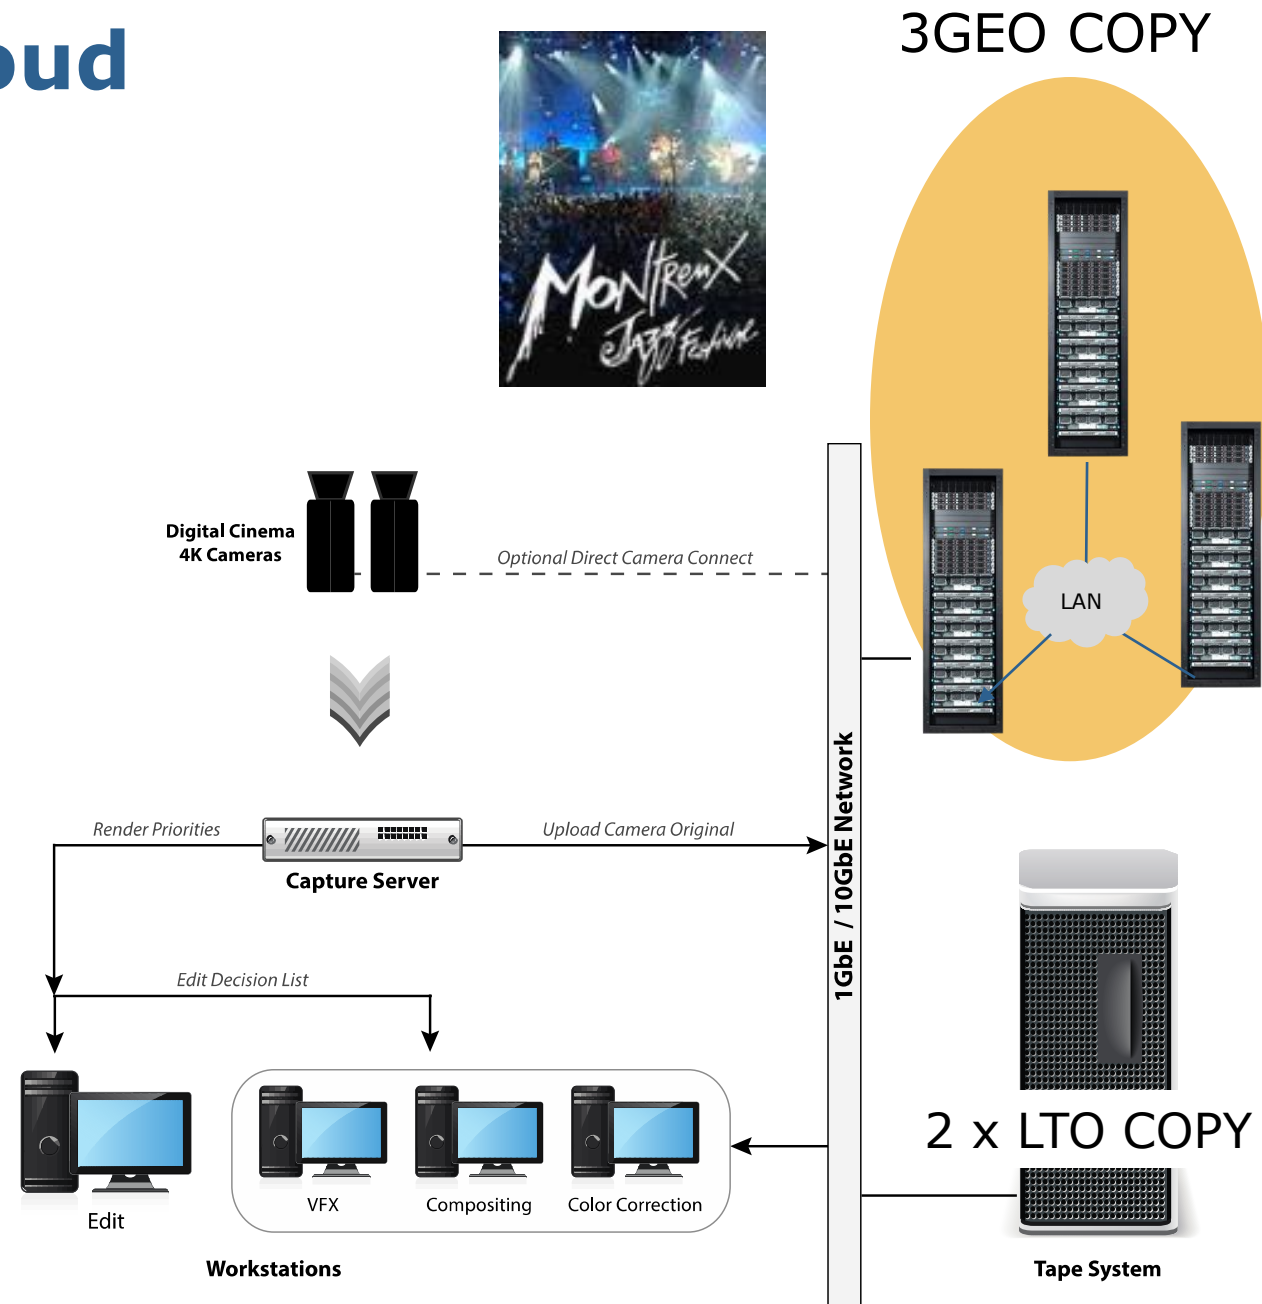 oud
3GEO COPY
Montreux
Jazz Festival
Digital Cinema
4K Cameras
Optional Direct Camera Connect
LAN
1GbE / 10GbE Network
Render Priorities
Upload Camera Original
Capture Server
Edit Decision List
2 x LTO COPY
VFX
Compositing
Color Correction
Edit
Workstations
Tape System